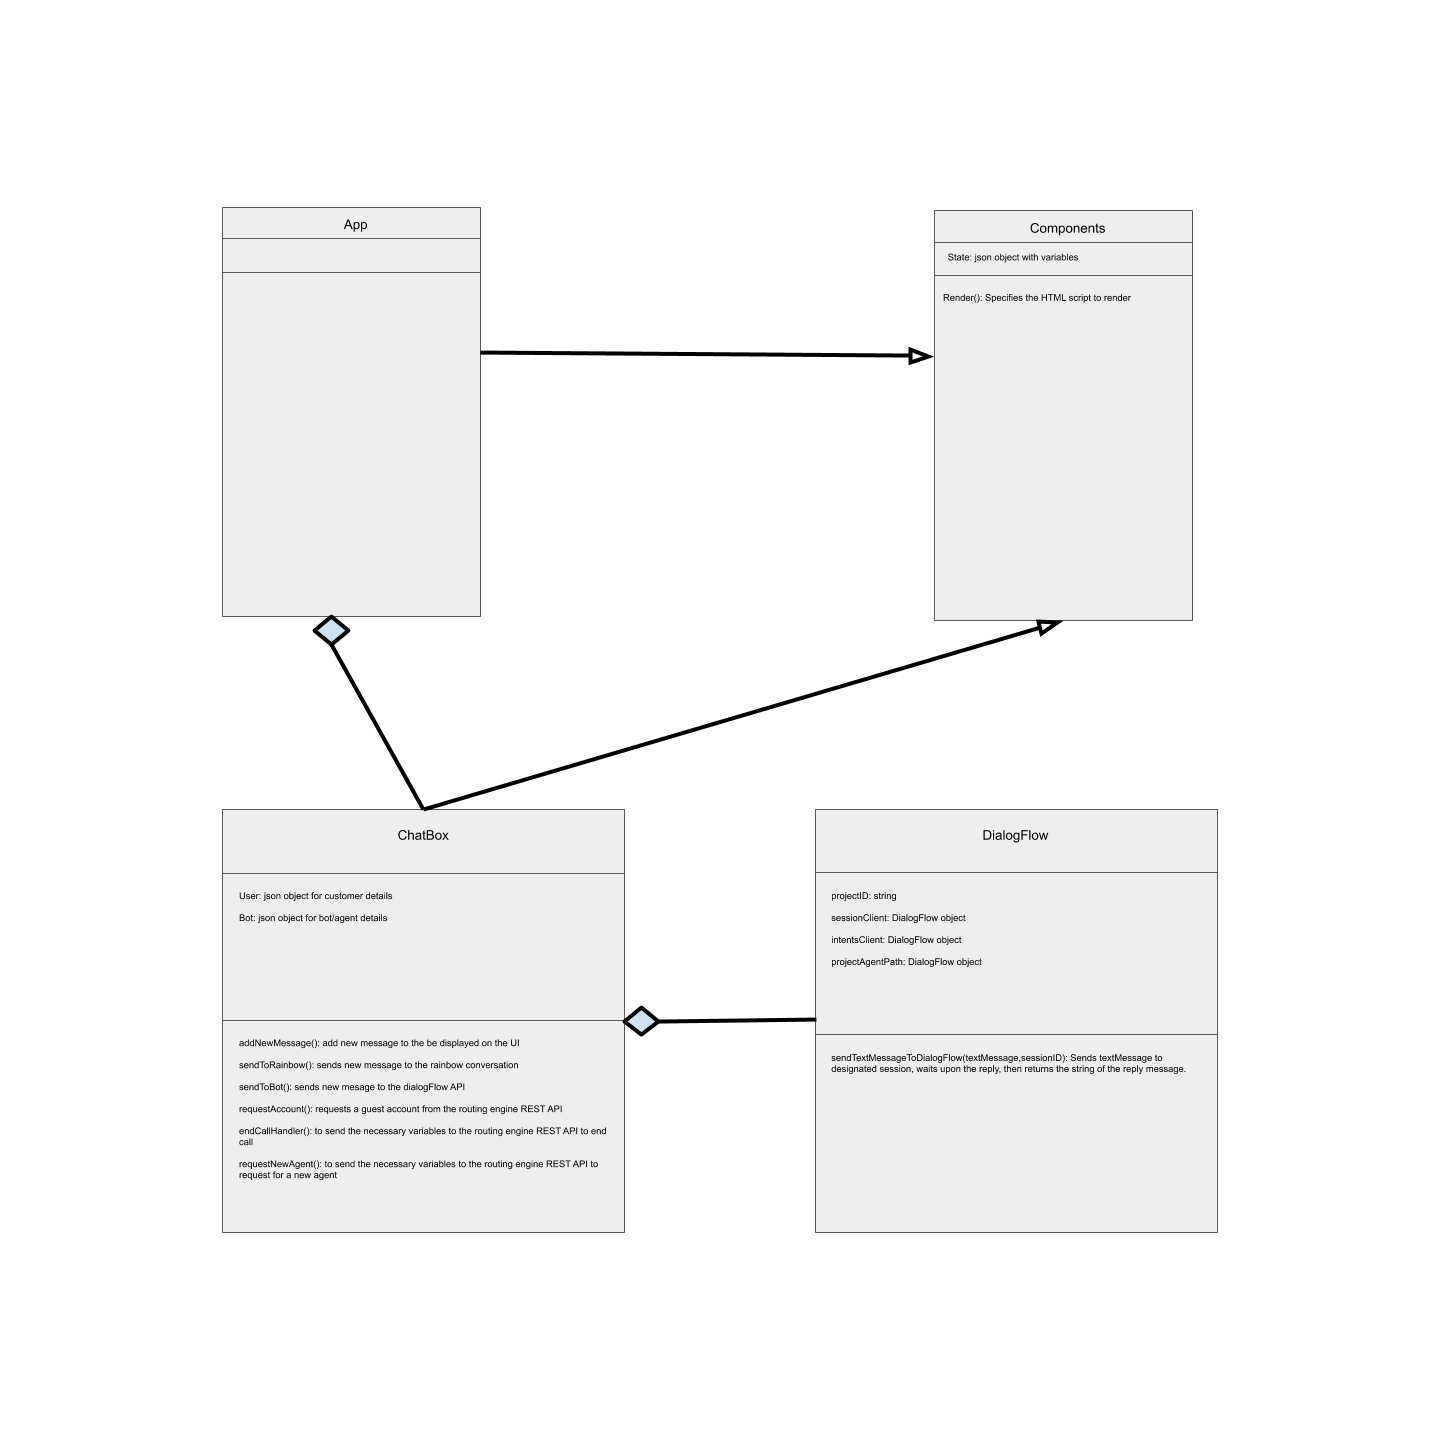 App
Components
State: json object with variables
Render(): Specifies the HTML script to render
ChatBox
User: json object for customer details
Bot: json object for bot/agent details
addNewMessage(): add new message to the be displayed on the UI
sendToRainbow(): sends new message to the rainbow conversation
sendToBot(): sends new mesage to the dialogFlow API
requestAccount(): requests a guest account from the routing engine REST API
endCallHandler(): to send the necessary variables to the routing engine REST API to end
call
requestNewAgent(): to send the necessary variables to the routing engine REST API to
request for a new agent
DialogFlow
projectID: string
sessionClient: DialogFlow object
intentsClient: DialogFlow object
projectAgentPath: DialogFlow object
sendTextMessageToDialogFlow(textMessage,sessionID): Sends textMessage to
designated session, waits upon the reply, then returns the string of the reply message.